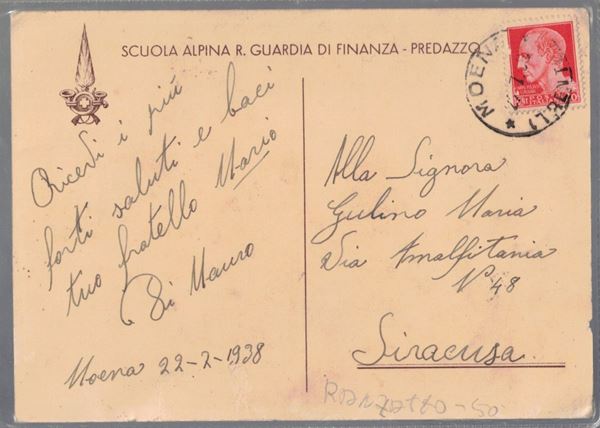 SCUOLA ALPINA R. GUARDIA DI FINANZA - PREDAZZO
MOENA
Ricevi i più
forti saluti e baci
tuo fratello Mario
Di Mauro
Moena 22-2-1938
Alla Signora
Gulino Maria
Via Amalfitania
N° 48
Siracusa